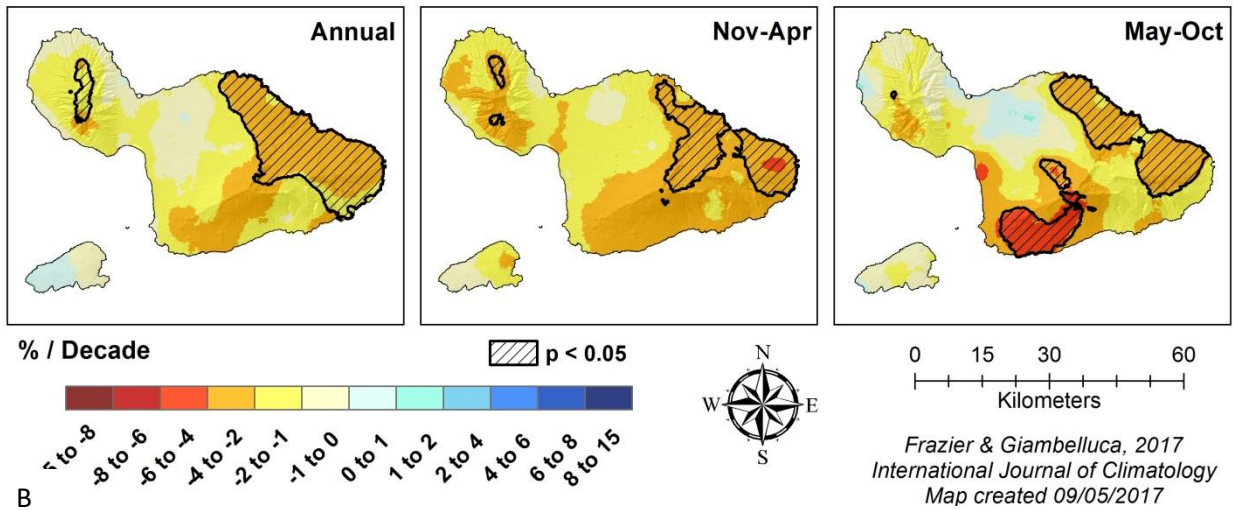 Annual
Nov-Apr
May-Oct
% / Decade
p < 0.05
N
W E
S
0 15 30 60
Kilometers
5 to -8
-8 to -6
-6 to -4
-4 to -2
-2 to -1
-1 to 0
0 to 1
1 to 2
2 to 4
4 to 6
6 to 8
8 to 15
B
Frazier & Giambelluca, 2017
International Journal of Climatology
Map created 09/05/2017